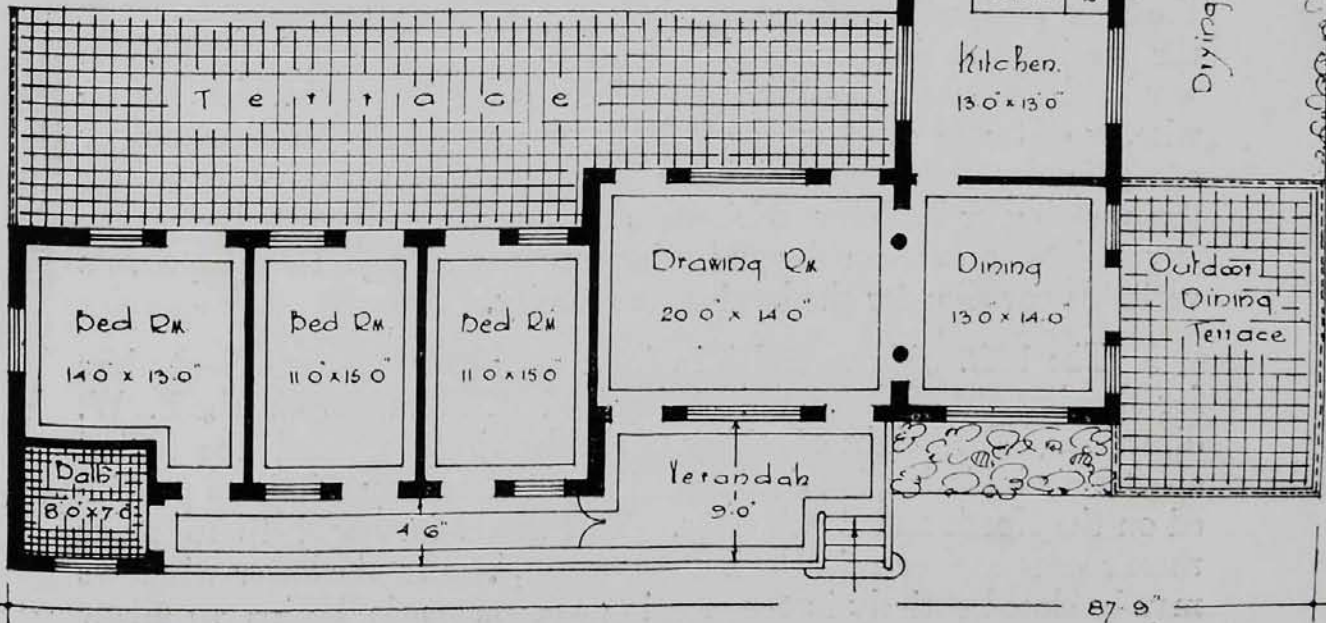 Kitchen.
13'0" x 13'0"
Drying
Terrace
Drawing Rm
20'0" x 14'0"
Dining
13'0 x 14'.0"
Outdoor
Dining
Terrace
Bed Rm
14'0" x 13'.0"
Bed Rm
11'0" x 15'0"
Bed Rm
11'0 x 15'0
Bath
8'0" x 7'0"
4'6"
Verandah
9'.0"
87'.9"